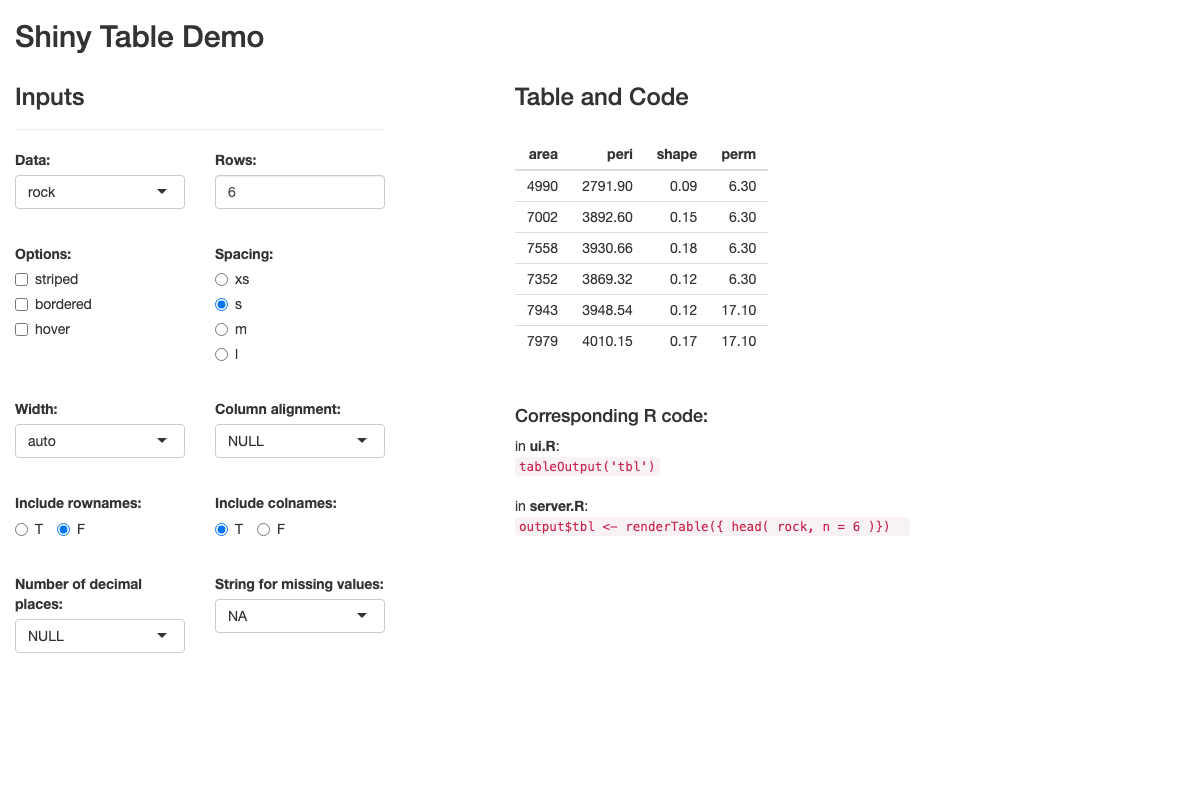 Shiny Table Demo
Inputs
Data:
rock
Rows:
6
Options:
striped
bordered
hover
Spacing:
xs
s
m
l
Width:
auto
Column alignment:
NULL
Include rownames:
T F
Include colnames:
T F
Number of decimal
places:
NULL
String for missing values:
NA
Table and Code
area peri shape perm
4990 2791.90 0.09 6.30
7002 3892.60 0.15 6.30
7558 3930.66 0.18 6.30
7352 3869.32 0.12 6.30
7943 3948.54 0.12 17.10
7979 4010.15 0.17 17.10
Corresponding R code:
in ui.R:
tableOutput('tbl')
in server.R:
output$tbl <- renderTable({ head( rock, n = 6 )})